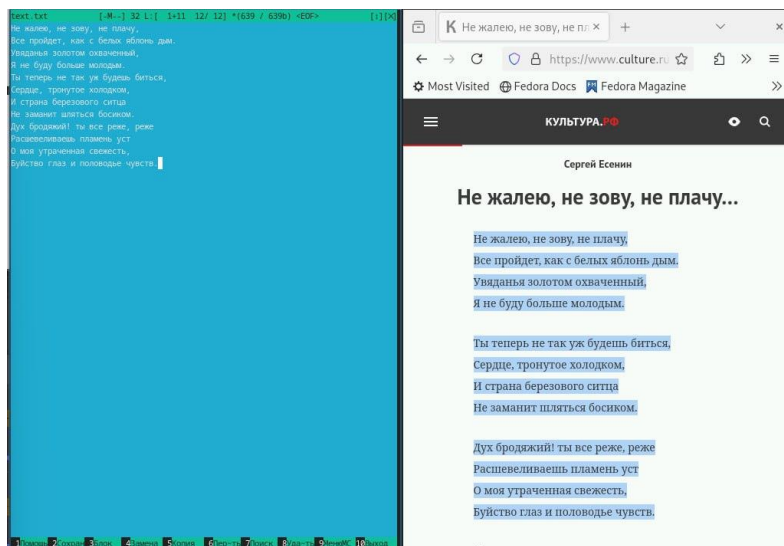 text.txt [-M--] 32 L:[ 1+11 12/ 12] *(639 / 639b) <EOF> [↕][X]
Не жалею, не зову, не плачу,
Все пройдет, как с белых яблонь дым.
Увяданья золотом охваченный,
Я не буду больше молодым.
Ты теперь не так уж будешь биться,
Сердце, тронутое холодком,
И страна березового ситца
Не заманит шляться босиком.
Дух бродяжий! ты все реже, реже
Расшевеливаешь пламень уст
О моя утраченная свежесть,
Буйство глаз и половодье чувств.
1Помощь 2Сохран 3Блок 4Замена 5Копия 6Пер-ть 7Поиск 8Уда-ть 9МенюMC 10Выход
Не жалею, не зову, не пл
https://www.culture.ru
Most Visited Fedora Docs Fedora Magazine
КУЛЬТУРА.РФ
Сергей Есенин
Не жалею, не зову, не плачу...
Не жалею, не зову, не плачу,
Все пройдет, как с белых яблонь дым.
Увяданья золотом охваченный,
Я не буду больше молодым.
Ты теперь не так уж будешь биться,
Сердце, тронутое холодком,
И страна березового ситца
Не заманит шляться босиком.
Дух бродяжий! ты все реже, реже
Расшевеливаешь пламень уст
О моя утраченная свежесть,
Буйство глаз и половодье чувств.